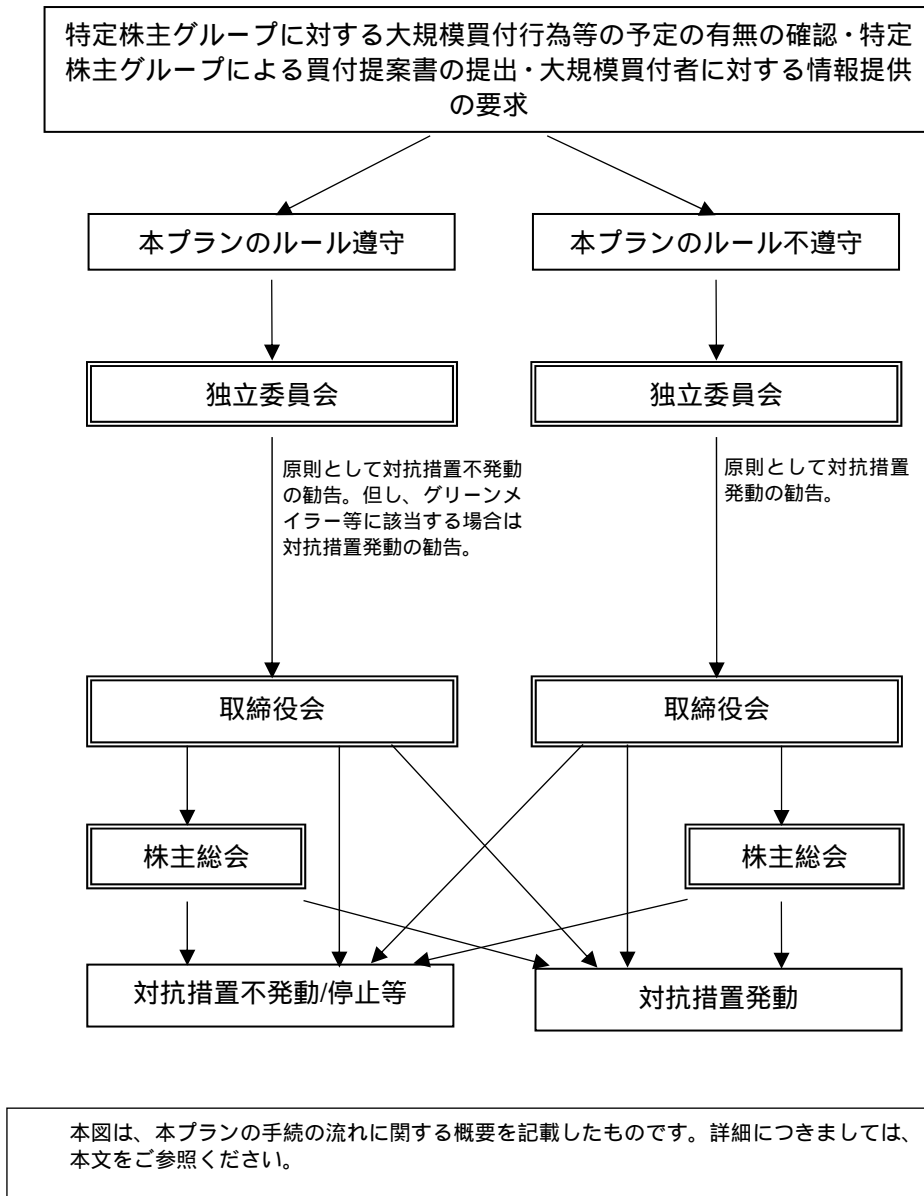 特定株主グループに対する大規模買付行為等の予定の有無の確認・特定
株主グループによる買付提案書の提出・大規模買付者に対する情報提供
の要求
本プランのルール遵守
本プランのルール不遵守
独立委員会
独立委員会
原則として対抗措置不発動
の勧告。但し、グリーンメ
イラー等に該当する場合は
対抗措置発動の勧告。
原則として対抗措置
発動の勧告。
取締役会
取締役会
株主総会
株主総会
対抗措置不発動/停止等
対抗措置発動
本図は、本プランの手続の流れに関する概要を記載したものです。詳細につきましては、
本文をご参照ください。